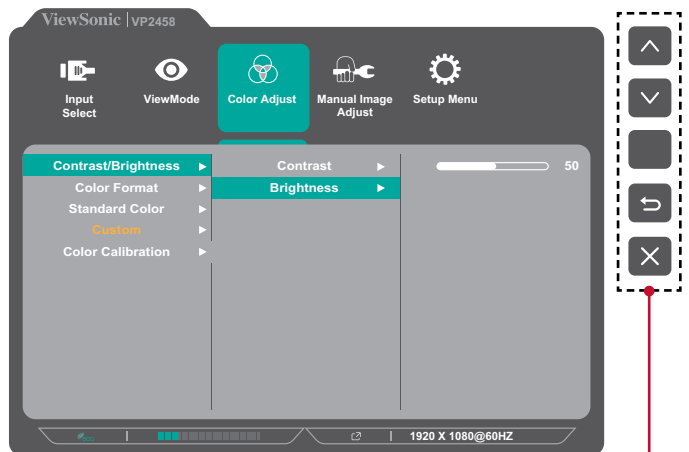 ViewSonic | VP2458
Input
Select
ViewMode
Color Adjust
Manual Image
Adjust
Setup Menu
Contrast/Brightness
Color Format
Standard Color
Custom
Color Calibration
Contrast
Brightness
50
1920 X 1080@60HZ